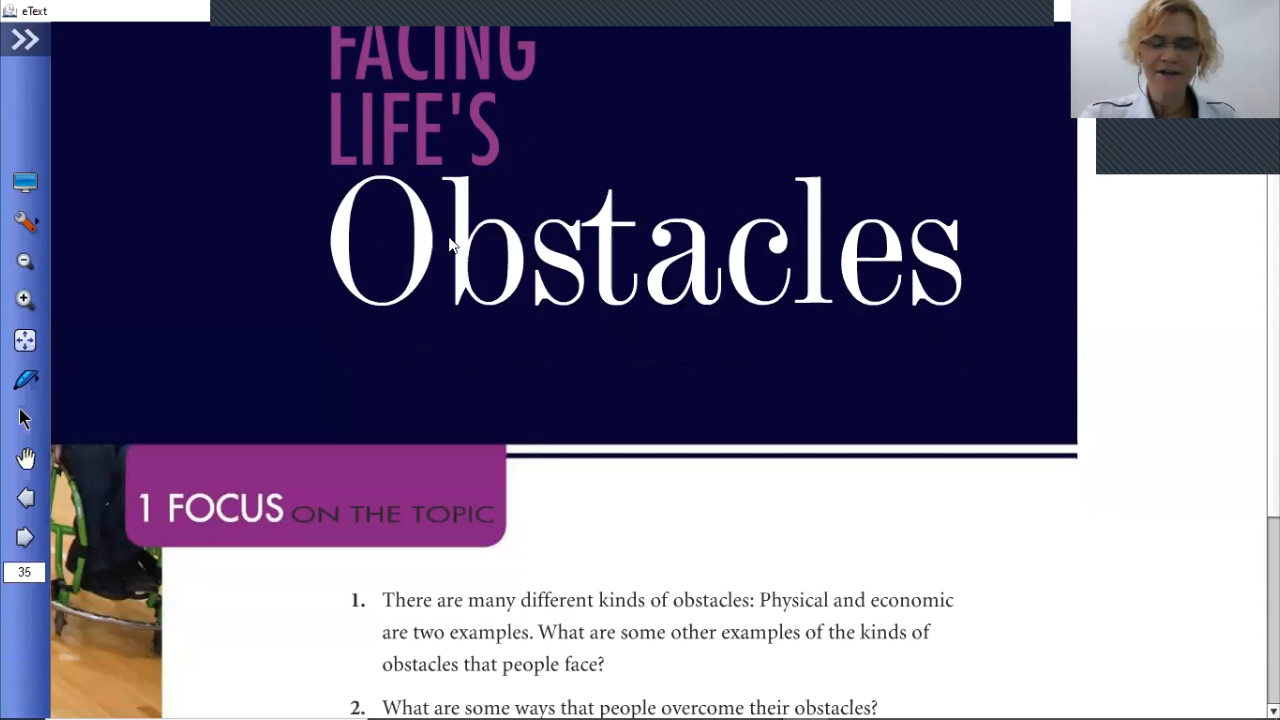 eText
FACING
LIFE'S
Obstacles
1 FOCUS ON THE TOPIC
35
1. There are many different kinds of obstacles: Physical and economic
are two examples. What are some other examples of the kinds of
obstacles that people face?
2. What are some ways that people overcome their obstacles?